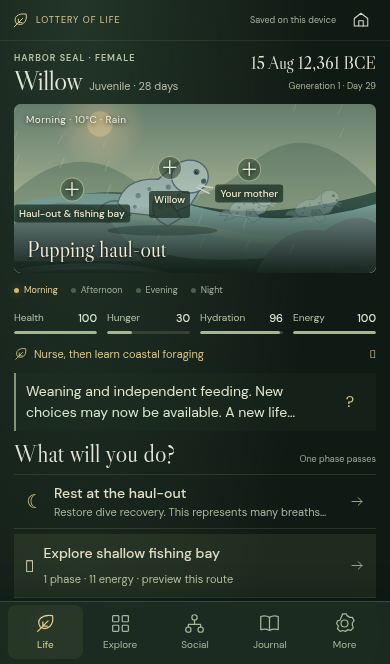 LOTTERY OF LIFE
Saved on this device
HARBOR SEAL · FEMALE
15 Aug 12,361 BCE
Willow Juvenile · 28 days
Generation 1 · Day 29
Morning · 10°C · Rain
Willow
Your mother
Haul-out & fishing bay
Pupping haul-out
Morning
Afternoon
Evening
Night
Health 100
Hunger 30
Hydration 96
Energy 100
Nurse, then learn coastal foraging
Weaning and independent feeding. New
choices may now be available. A new life…
?
What will you do?
One phase passes
Rest at the haul-out
Restore dive recovery. This represents many breaths…
Explore shallow fishing bay
1 phase · 11 energy · preview this route
Life
Explore
Social
Journal
More